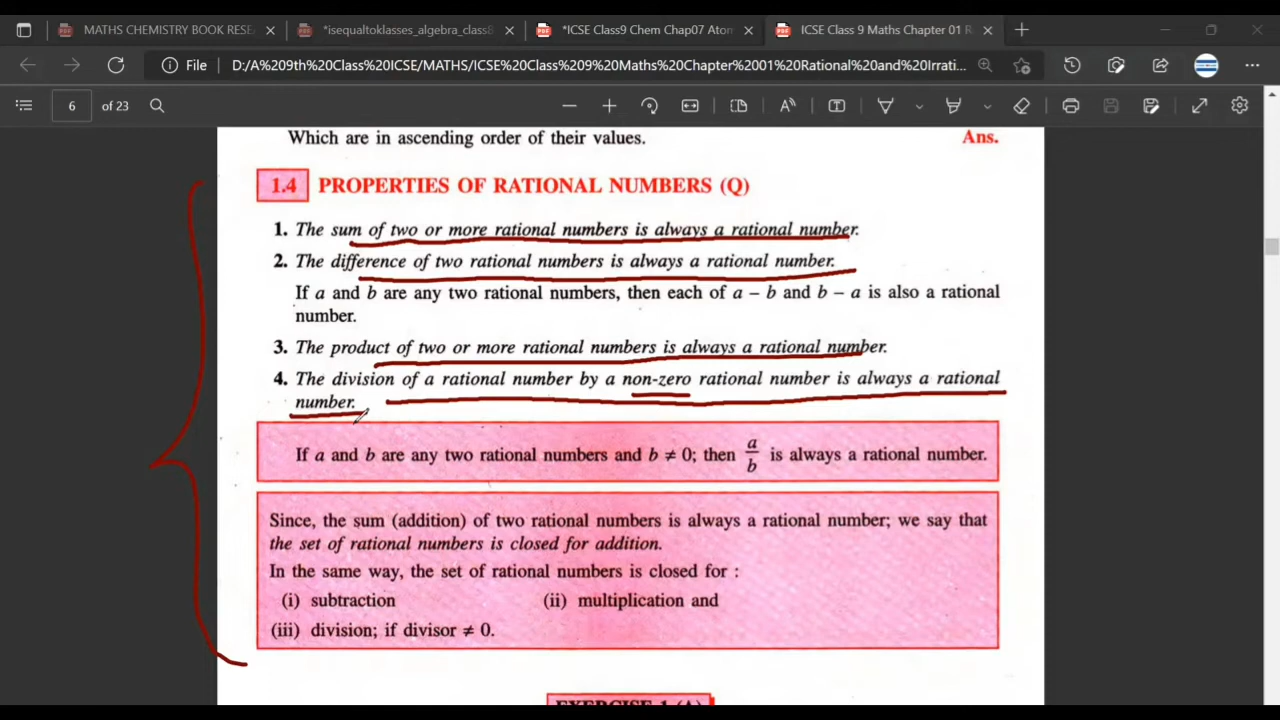 MATHS CHEMISTRY BOOK RESE
*isequaltoklasses_algebra_class8
*ICSE Class9 Chem Chap07 Aton
ICSE Class 9 Maths Chapter 01 R
File
D:/A%209th%20Class%20ICSE/MATHS/ICSE%20Class%209%20Maths%20Chapter%2001%20Rational%20and%20Irrati...
6 of 23
Which are in ascending order of their values. Ans.
1.4 PROPERTIES OF RATIONAL NUMBERS (Q)
1. The sum of two or more rational numbers is always a rational number.
2. The difference of two rational numbers is always a rational number.
If a and b are any two rational numbers, then each of a – b and b – a is also a rational
number.
3. The product of two or more rational numbers is always a rational number.
4. The division of a rational number by a non-zero rational number is always a rational
number.
If a and b are any two rational numbers and b ≠ 0; then a/b is always a rational number.
Since, the sum (addition) of two rational numbers is always a rational number; we say that
the set of rational numbers is closed for addition.
In the same way, the set of rational numbers is closed for :
(i) subtraction (ii) multiplication and
(iii) division; if divisor ≠ 0.
EXERCISE 1 (A)